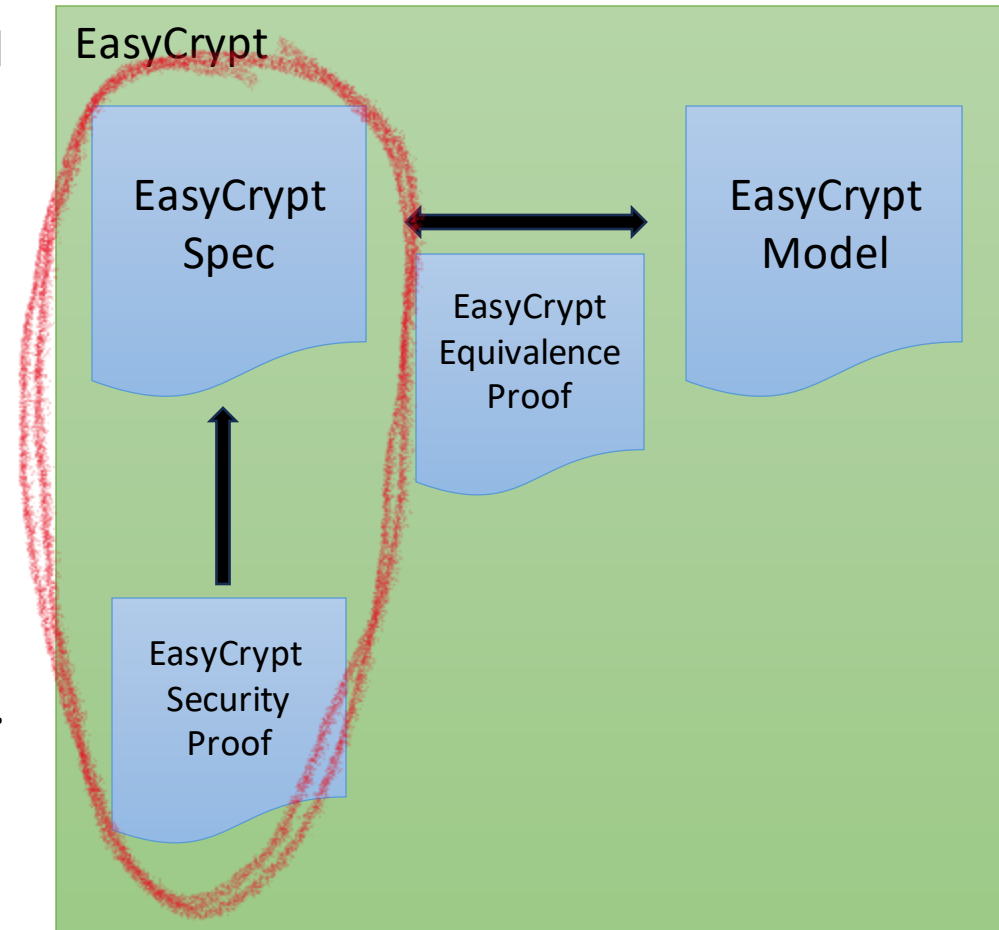 EasyCrypt
EasyCrypt
Spec
EasyCrypt
Model
EasyCrypt
Equivalence
Proof
EasyCrypt
Security
Proof